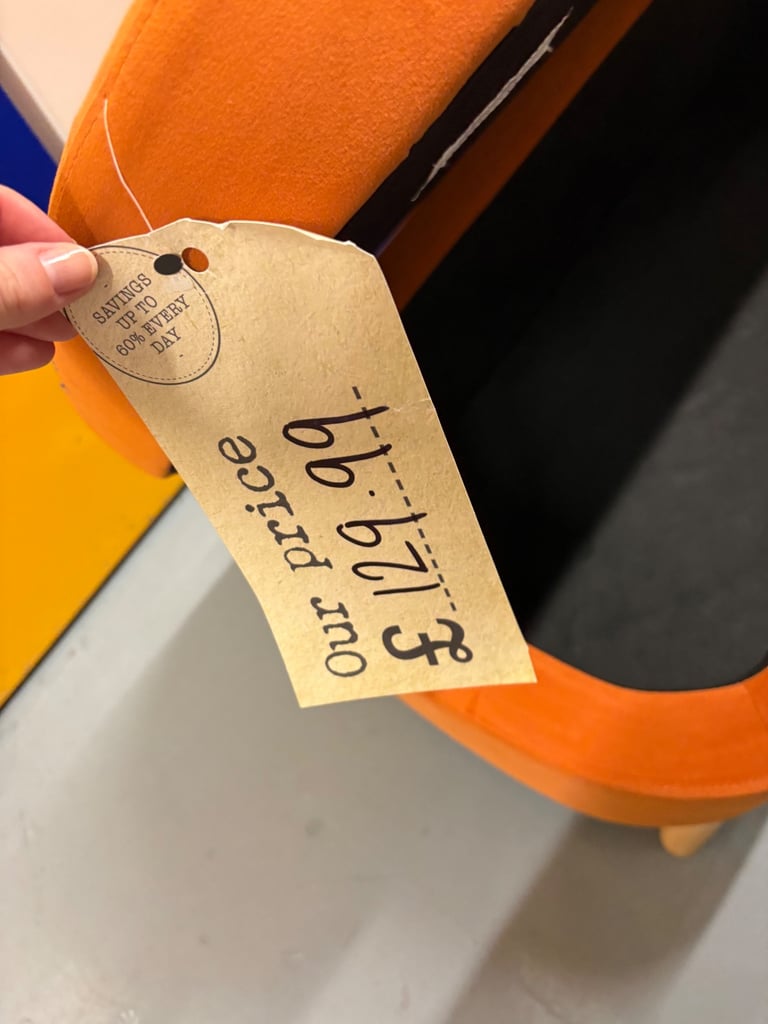 SAVINGS
UP TO
60% EVERY
DAY
Our price
£129.99